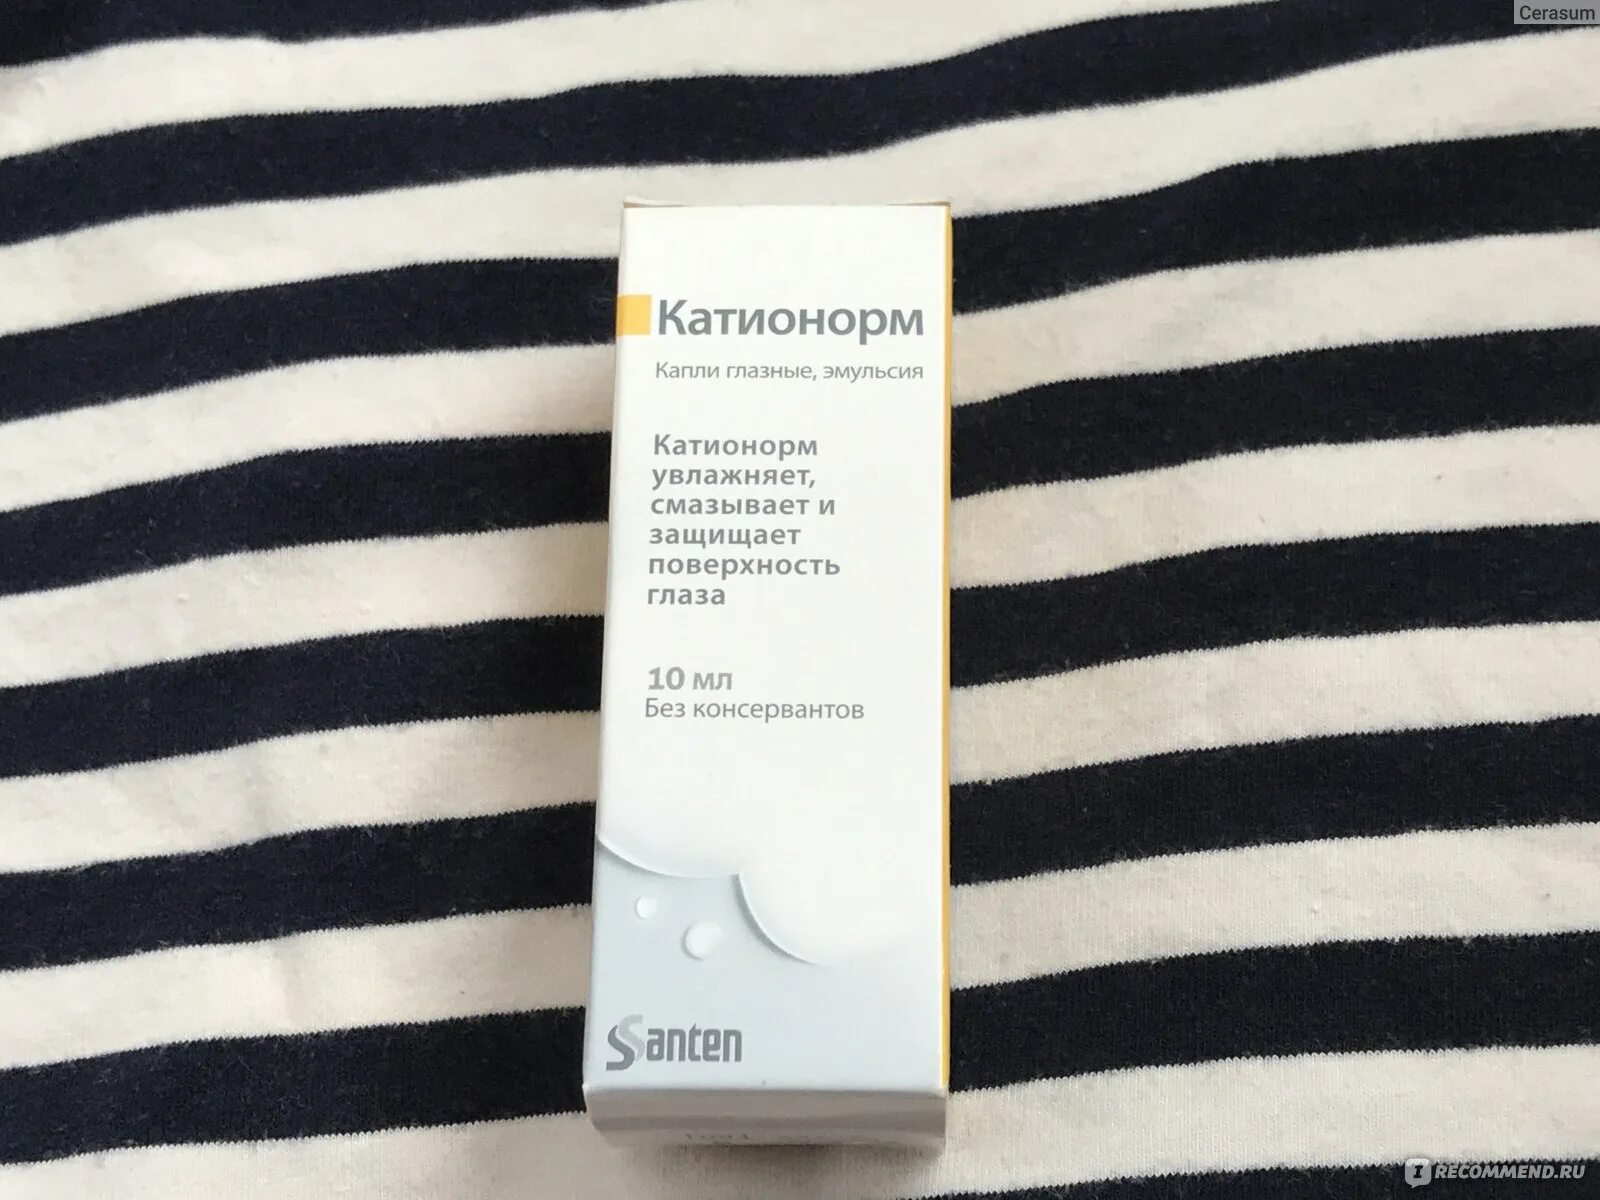 Cerasum
Катионорм
Капли глазные, эмульсия
Катионорм
увлажняет,
смазывает и
защищает
поверхность
глаза
10 мл
Без консервантов
Santen
RECOMMEND.RU